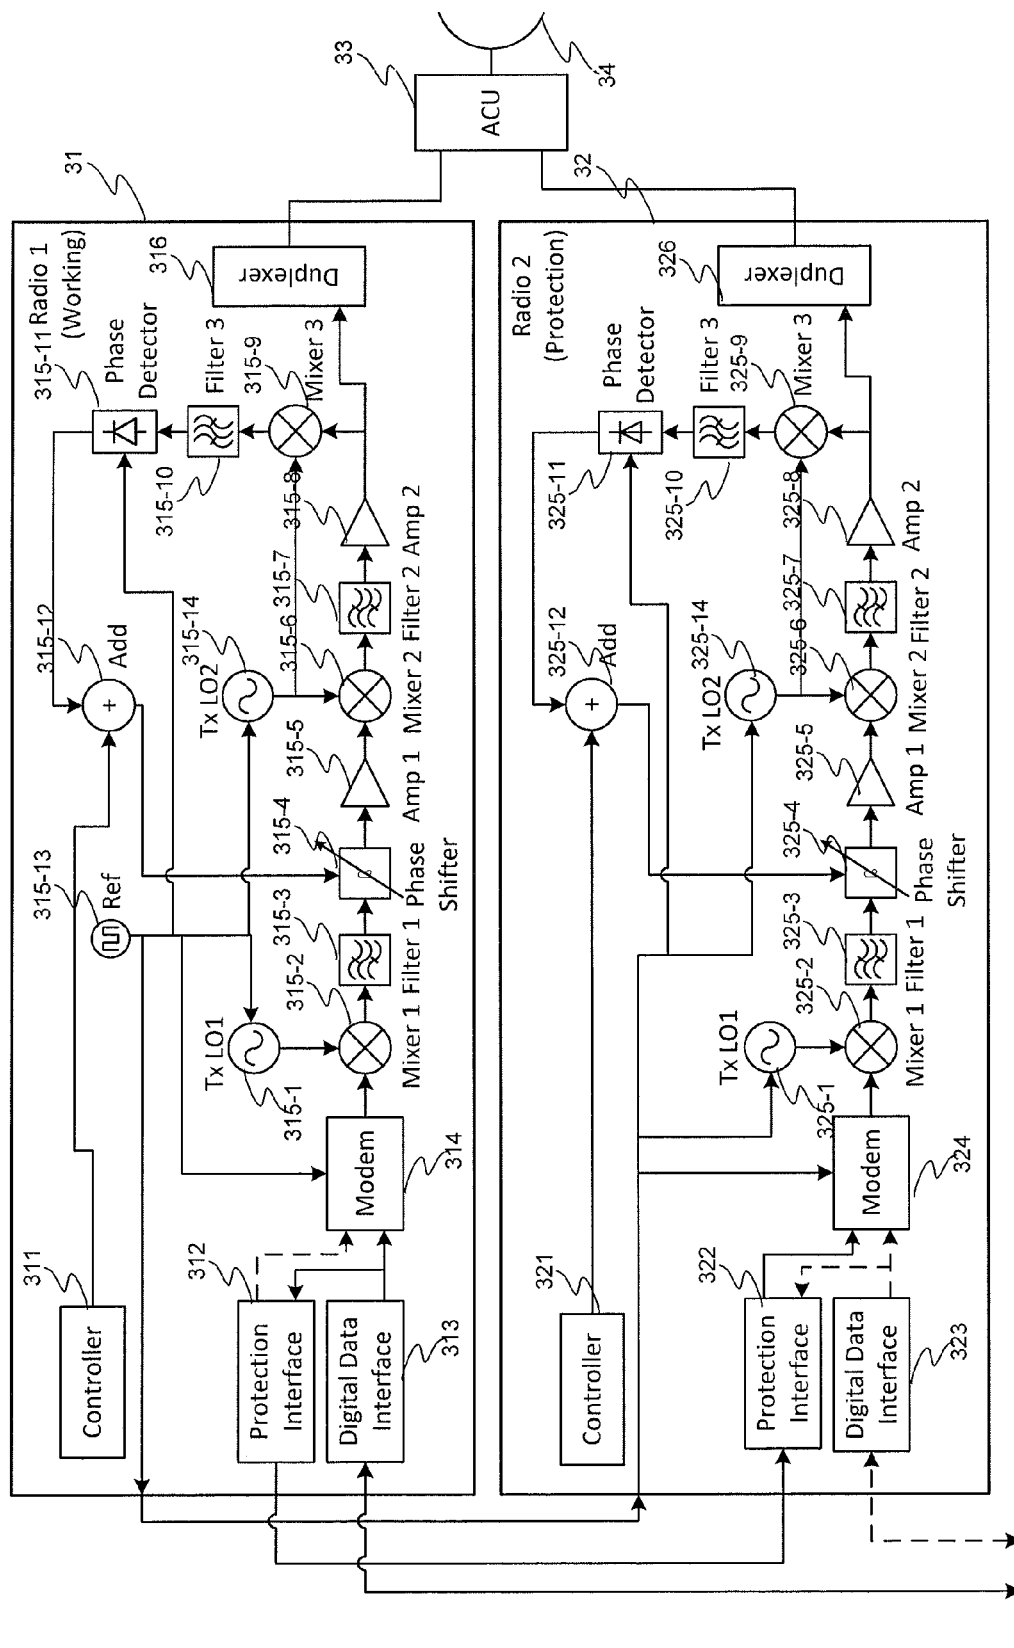 33
34
ACU
31
32
Radio 1
(Working)
316
Duplexer
315-11
Phase
Detector
Filter 3
315-9
Mixer 3
315-10
315-8
Amp 2
315-7
Filter 2
315-6
Mixer 2
315-12
Add
+
315-14
Tx LO2
315-5
Amp 1
315-4
Phase
Shifter
315-13
Ref
315-3
Filter 1
315-2
Mixer 1
Tx LO1
315-1
Modem
314
311
Controller
312
Protection
Interface
Digital Data
Interface
313
Radio 2
(Protection)
326
Duplexer
Phase
Detector
325-11
Filter 3
325-9
Mixer 3
325-10
325-8
Amp 2
325-7
Filter 2
325-6
Mixer 2
325-12
Add
+
325-14
Tx LO2
325-5
Amp 1
325-4
Phase
Shifter
325-3
Filter 1
325-2
Mixer 1
Tx LO1
325-1
Modem
324
321
Controller
322
Protection
Interface
Digital Data
Interface
323